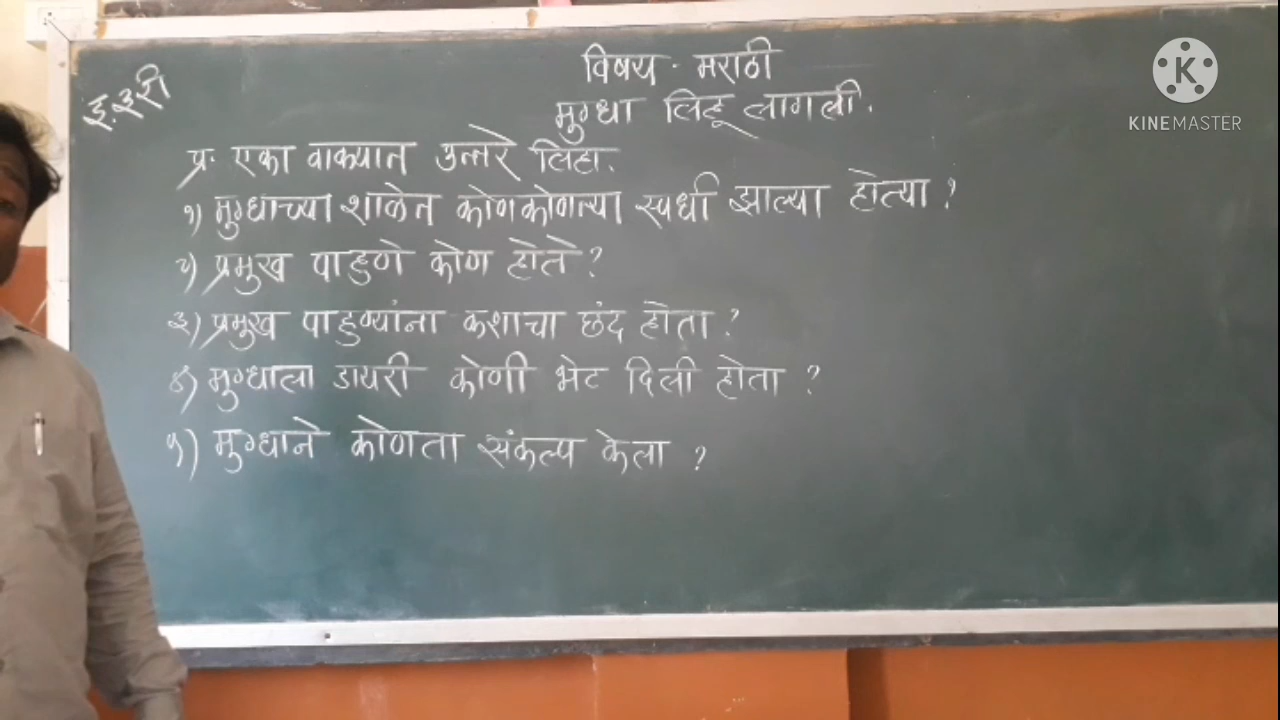 इ. ३री
विषय - मराठी
मुग्धा लिहू लागली.
प्र. एका वाक्यात उत्तरे लिहा.
१) मुग्धाच्या शाळेत कोणकोणत्या स्पर्धा झाल्या होत्या ?
२) प्रमुख पाहुणे कोण होते ?
३) प्रमुख पाहुण्यांना कशाचा छंद होता ?
४) मुग्धाला डायरी कोणी भेट दिली होता ?
५) मुग्धाने कोणता संकल्प केला ?
K
KINEMASTER